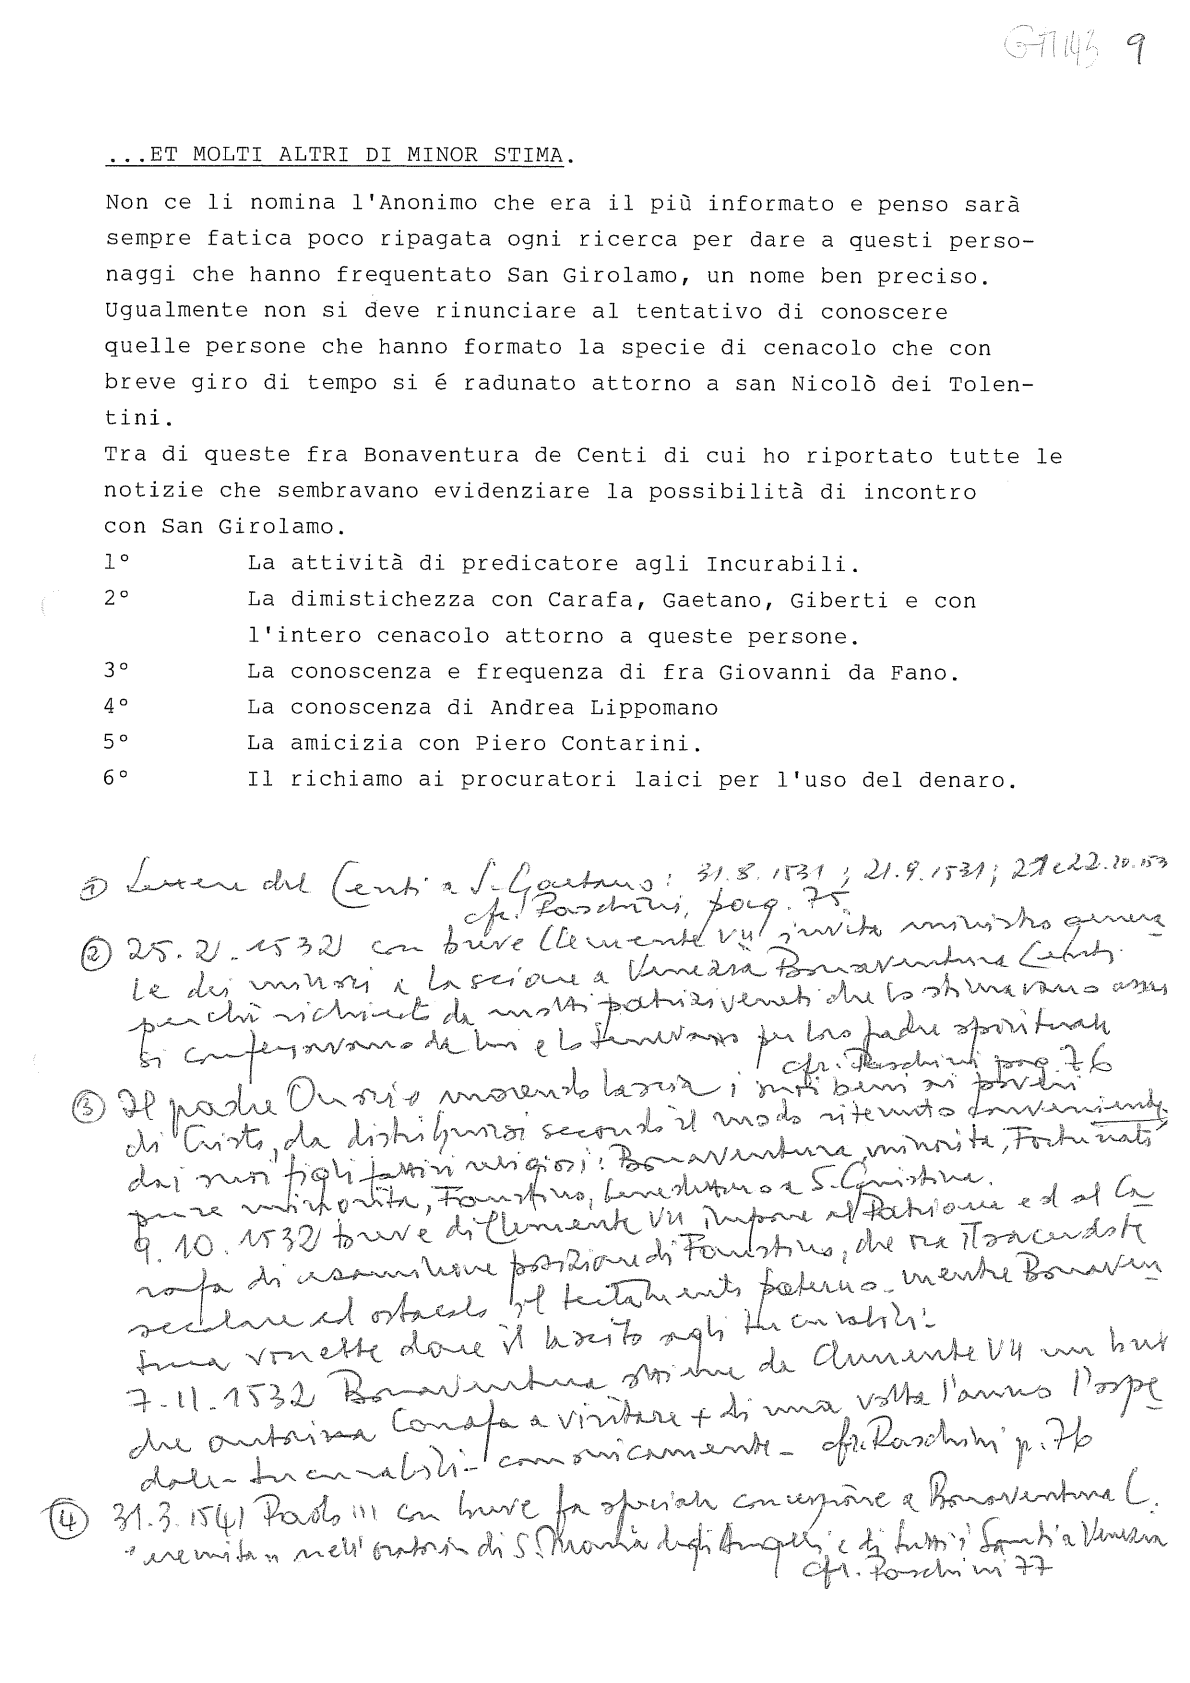 GTI 143 9
...ET MOLTI ALTRI DI MINOR STIMA.
Non ce li nomina l'Anonimo che era il più informato e penso sarà
sempre fatica poco ripagata ogni ricerca per dare a questi perso-
naggi che hanno frequentato San Girolamo, un nome ben preciso.
Ugualmente non si deve rinunciare al tentativo di conoscere
quelle persone che hanno formato la specie di cenacolo che con
breve giro di tempo si é radunato attorno a san Nicolò dei Tolen-
tini.
Tra di queste fra Bonaventura de Centi di cui ho riportato tutte le
notizie che sembravano evidenziare la possibilità di incontro
con San Girolamo.
1° La attività di predicatore agli Incurabili.
2° La dimistichezza con Carafa, Gaetano, Giberti e con
l'intero cenacolo attorno a queste persone.
3° La conoscenza e frequenza di fra Giovanni da Fano.
4° La conoscenza di Andrea Lippomano
5° La amicizia con Piero Contarini.
6° Il richiamo ai procuratori laici per l'uso del denaro.
1 Lettere del Centi a S. Gaetano: 31.8.1531; 21.9.1531; 21 e 22.10.153
cfr. Paschini, pag. 75.
2 25.2.1532 con breve Clemente VII invita ministro genera
le dei minori a lasciare a Venezia Bonaventura Centi
perchè richiesto da molti patrizi veneti che lo stimavano assai
si confessavano da lui e lo tenevano per loro padre spirituale
cfr. Paschini pag. 76
3 Il padre morendo lascia i suoi beni ai poveri
di Cristo, da distribuirsi secondo il modo ritenuto conveniente
dai suoi figli fattisi religiosi: Bonaventura, minorita, Fortunato
pure minorita, Faustino, benedettino a S. Giustina.
9.10.1532 breve di Clemente VII impone al Patriarca ed al Ca
rafa di esaminare posizione di Faustino, che ora è sacerdote
secolare ed ostacola il testamento paterno mentre Bonaven
tura vorrebbe dare il lascito agli Incurabili.
7.11.1532 Bonaventura ottiene da Clemente VII un breve
che autorizza Carafa a visitare + di una volta l'anno l'ospe
dale - Incurabili - canonicamente - cfr. Paschini p. 76
4 31.3.1541 Paolo III con breve fa speciale concessione a Bonaventura C.
"eremita" nell'oratorio di S. Maria degli Angeli e di tutti i Santi a Venezia
cfr. Paschini 77